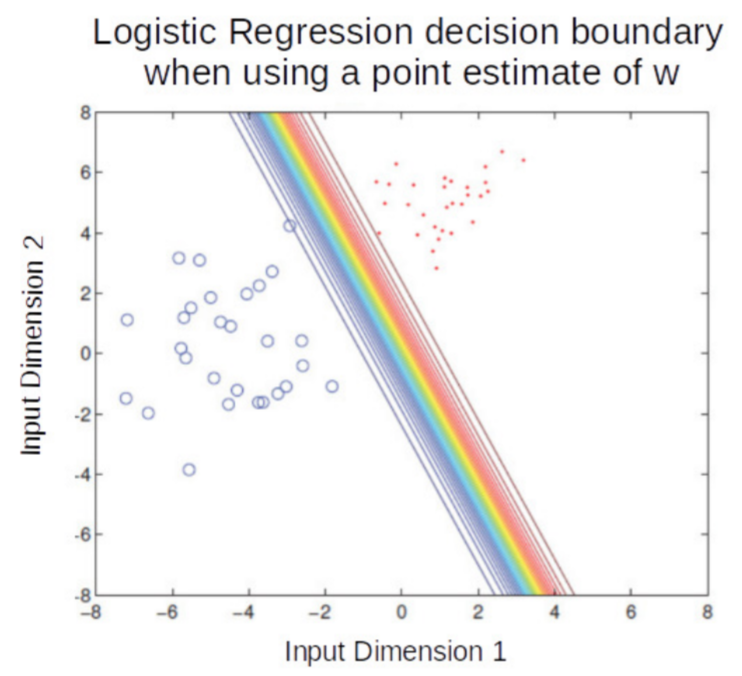 Logistic Regression decision boundary
when using a point estimate of w
8
6
4
2
0
-2
-4
-6
-8
Input Dimension 2
−8 −6 −4 −2 0 2 4 6 8
Input Dimension 1